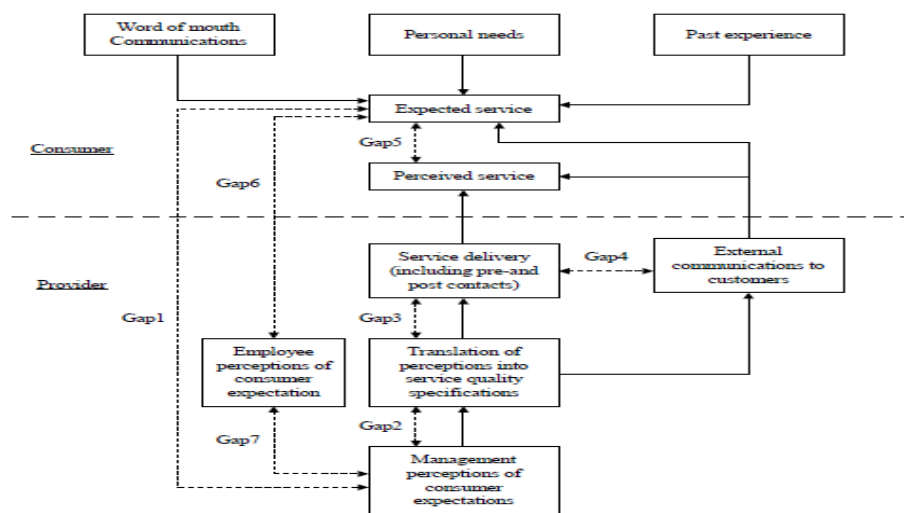 Word of mouth
Communications
Personal needs
Past experience
Expected service
Gap5
Consumer
Gap6
Perceived service
Service delivery
(including pre-and
post contacts)
Gap4
External
communications to
customers
Provider
Gap1
Gap3
Employee
perceptions of
consumer
expectation
Translation of
perceptions into
service quality
specifications
Gap2
Gap7
Management
perceptions of
consumer
expectations